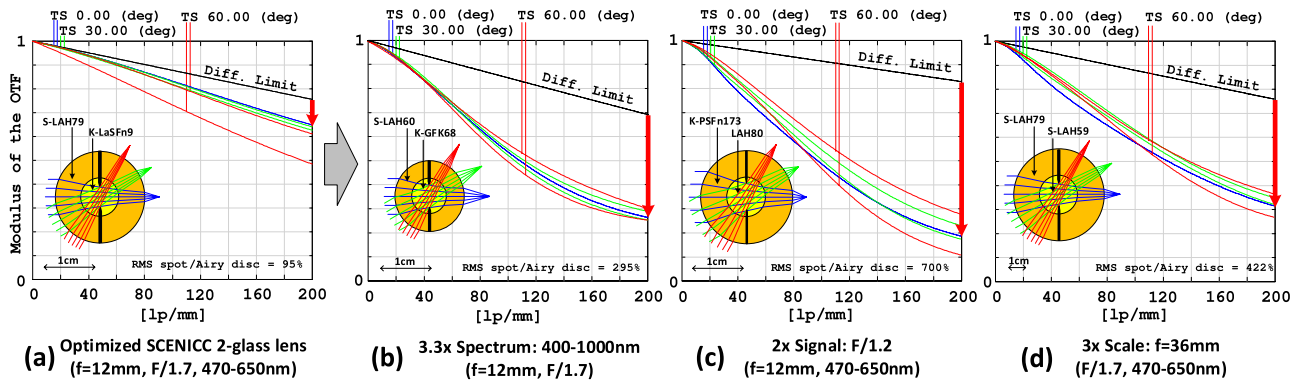 TS 0.00 (deg) TS 60.00 (deg)
TS 30.00 (deg)
Modulus of the OTF
1
0
Diff. Limit
S-LAH79
K-LaSFn9
1cm
RMS spot/Airy disc = 95%
0 40 80 120 160 200
[lp/mm]
(a) Optimized SCENICC 2-glass lens
(f=12mm, F/1.7, 470-650nm)
TS 0.00 (deg) TS 60.00 (deg)
TS 30.00 (deg)
1
0
Diff. Limit
S-LAH60
K-GFK68
1cm
RMS spot/Airy disc = 295%
0 40 80 120 160 200
[lp/mm]
(b) 3.3x Spectrum: 400-1000nm
(f=12mm, F/1.7)
TS 0.00 (deg) TS 60.00 (deg)
TS 30.00 (deg)
1
0
Diff. Limit
K-PSFn173
LAH80
1cm
RMS spot/Airy disc = 700%
0 40 80 120 160 200
[lp/mm]
(c) 2x Signal: F/1.2
(f=12mm, 470-650nm)
TS 0.00 (deg) TS 60.00 (deg)
TS 30.00 (deg)
1
0
Diff. Limit
S-LAH79
S-LAH59
1cm
RMS spot/Airy disc = 422%
0 40 80 120 160 200
[lp/mm]
(d) 3x Scale: f=36mm
(F/1.7, 470-650nm)